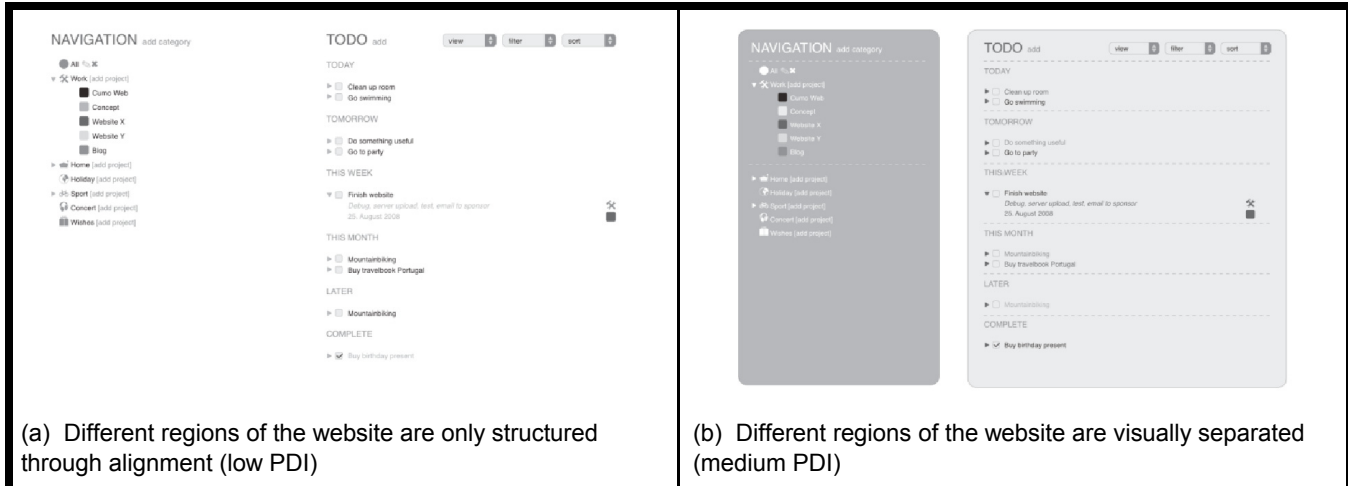 NAVIGATION add category
All
Work [add project]
Cumo Web
Concept
Website X
Website Y
Blog
Home [add project]
Holiday [add project]
Sport [add project]
Concert [add project]
Wishes [add project]
TODO add view filter sort
TODAY
Clean up room
Go swimming
TOMORROW
Do something useful
Go to party
THIS WEEK
Finish website
Debug, server upload, test, email to sponsor
25. August 2008
THIS MONTH
Mountainbiking
Buy travelbook Portugal
LATER
Mountainbiking
COMPLETE
Buy birthday present
(a) Different regions of the website are only structured
through alignment (low PDI)
NAVIGATION add category
All
Work [add project]
Cumo Web
Concept
Website X
Website Y
Blog
Home [add project]
Holiday [add project]
Sport [add project]
Concert [add project]
Wishes [add project]
TODO add view filter sort
TODAY
Clean up room
Go swimming
TOMORROW
Do something useful
Go to party
THIS WEEK
Finish website
Debug, server upload, test, email to sponsor
25. August 2008
THIS MONTH
Mountainbiking
Buy travelbook Portugal
LATER
Mountainbiking
COMPLETE
Buy birthday present
(b) Different regions of the website are visually separated
(medium PDI)